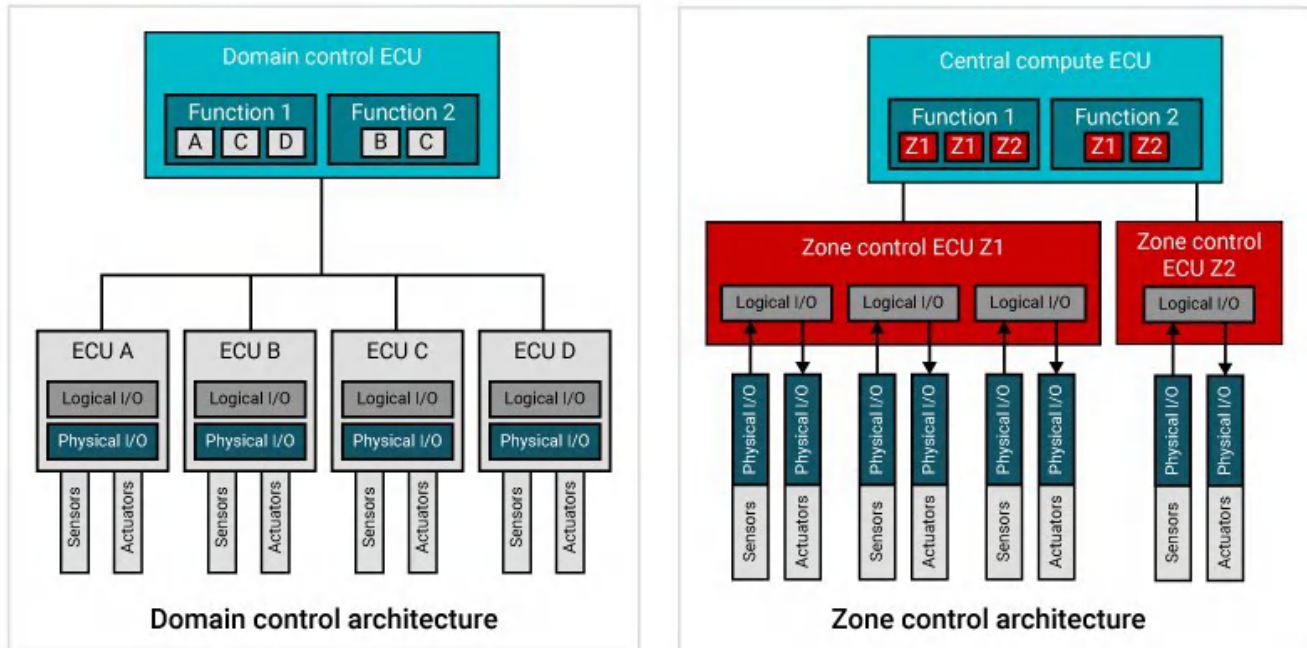 Domain control ECU
Function 1
A C D
Function 2
B C
ECU A
Logical I/O
Physical I/O
Sensors
Actuators
ECU B
Logical I/O
Physical I/O
Sensors
Actuators
ECU C
Logical I/O
Physical I/O
Sensors
Actuators
ECU D
Logical I/O
Physical I/O
Sensors
Actuators
Domain control architecture
Central compute ECU
Function 1
Z1 Z1 Z2
Function 2
Z1 Z2
Zone control ECU Z1
Logical I/O
Logical I/O
Logical I/O
Physical I/O
Sensors
Physical I/O
Actuators
Physical I/O
Sensors
Physical I/O
Actuators
Physical I/O
Sensors
Physical I/O
Actuators
Zone control
ECU Z2
Logical I/O
Physical I/O
Sensors
Physical I/O
Actuators
Zone control architecture